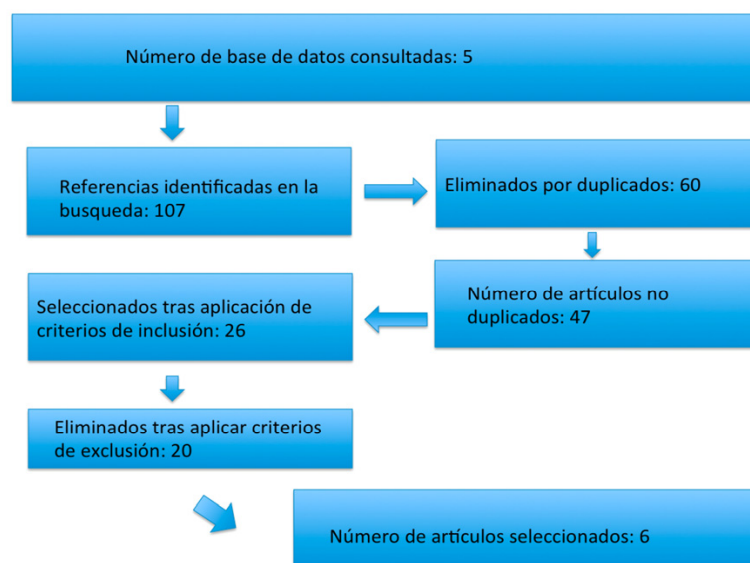 Número de base de datos consultadas: 5
Referencias identificadas en la
busqueda: 107
Eliminados por duplicados: 60
Número de artículos no
duplicados: 47
Seleccionados tras aplicación de
criterios de inclusión: 26
Eliminados tras aplicar criterios
de exclusión: 20
Número de artículos seleccionados: 6